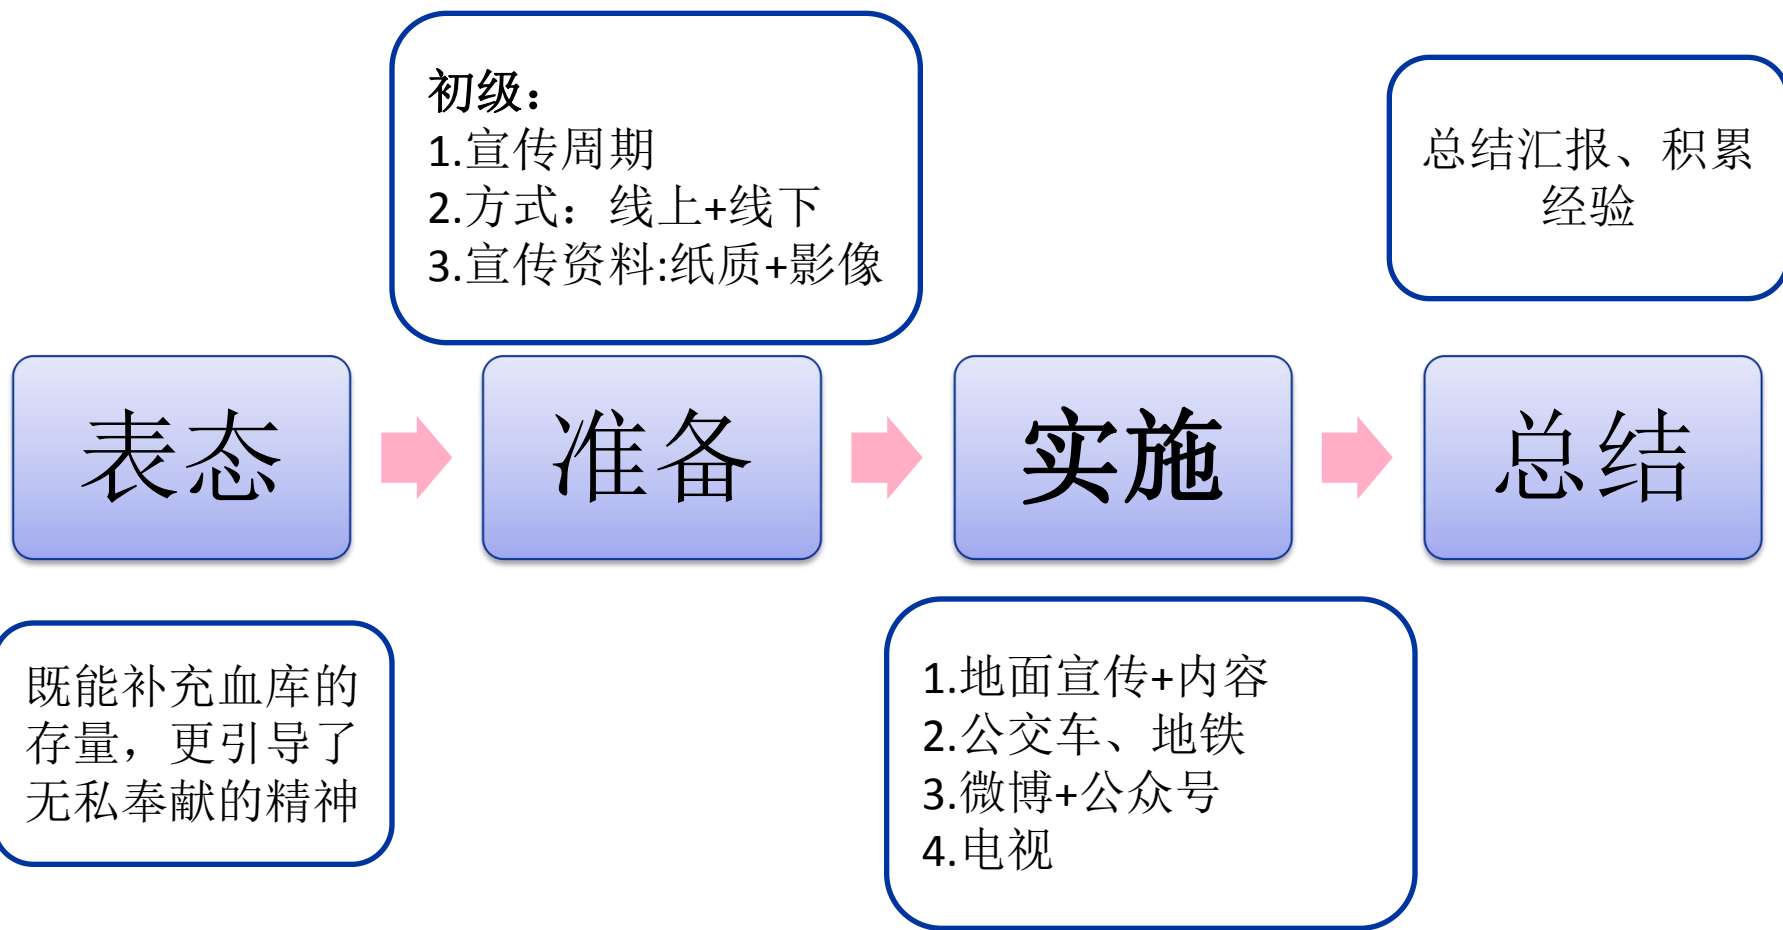 初级：
1.宣传周期
2.方式：线上+线下
3.宣传资料:纸质+影像
总结汇报、积累
经验
表态
准备
实施
总结
既能补充血库的
存量，更引导了
无私奉献的精神
1.地面宣传+内容
2.公交车、地铁
3.微博+公众号
4.电视